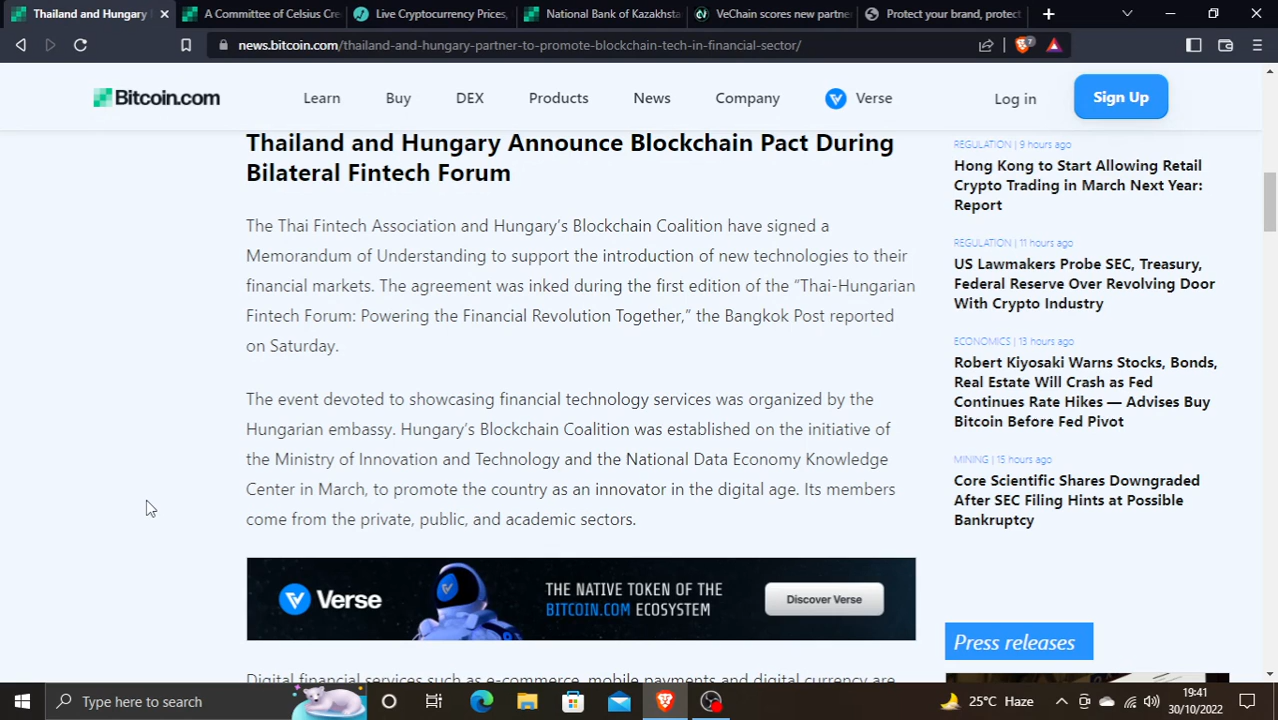 Thailand and Hungary
A Committee of Celsius Cre
Live Cryptocurrency Prices,
National Bank of Kazakhsta
VeChain scores new partne
Protect your brand, protect
news.bitcoin.com/thailand-and-hungary-partner-to-promote-blockchain-tech-in-financial-sector/
7
Bitcoin.com
Learn
Buy
DEX
Products
News
Company
Verse
Log in
Sign Up
Thailand and Hungary Announce Blockchain Pact During
Bilateral Fintech Forum
The Thai Fintech Association and Hungary's Blockchain Coalition have signed a
Memorandum of Understanding to support the introduction of new technologies to their
financial markets. The agreement was inked during the first edition of the “Thai-Hungarian
Fintech Forum: Powering the Financial Revolution Together,” the Bangkok Post reported
on Saturday.
The event devoted to showcasing financial technology services was organized by the
Hungarian embassy. Hungary's Blockchain Coalition was established on the initiative of
the Ministry of Innovation and Technology and the National Data Economy Knowledge
Center in March, to promote the country as an innovator in the digital age. Its members
come from the private, public, and academic sectors.
Verse
THE NATIVE TOKEN OF THE
BITCOIN.COM ECOSYSTEM
Discover Verse
Digital financial services such as e-commerce, mobile payments and digital currency are
REGULATION | 9 hours ago
Hong Kong to Start Allowing Retail
Crypto Trading in March Next Year:
Report
REGULATION | 11 hours ago
US Lawmakers Probe SEC, Treasury,
Federal Reserve Over Revolving Door
With Crypto Industry
ECONOMICS | 13 hours ago
Robert Kiyosaki Warns Stocks, Bonds,
Real Estate Will Crash as Fed
Continues Rate Hikes — Advises Buy
Bitcoin Before Fed Pivot
MINING | 15 hours ago
Core Scientific Shares Downgraded
After SEC Filing Hints at Possible
Bankruptcy
Press releases
Type here to search
25°C Haze
19:41
30/10/2022